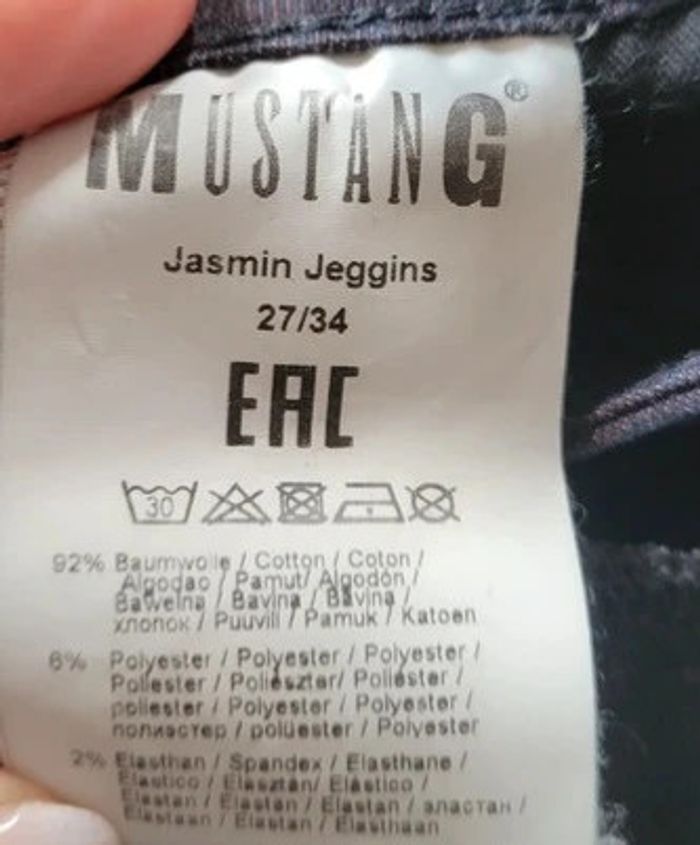 MUSTANG®
Jasmin Jeggins
27/34
EAC
30
92% Baumwolle / Cotton / Coton /
Algodao / Pamut/ Algodón /
Bawełna / Bavlna / Bavlna /
хлопок / Puuvill / Pamuk / Katoen
6% Polyester / Polyester / Polyester /
Poliester / Poliészter/ Poliéster /
poliester / Polyester / Polyester /
полиэстер / polüester / Polyester
2% Elasthan / Spandex / Elasthane /
Elastico / Elasztán/ Elástico /
Elastan / Elastan / Elastan / эластан /
Elastaan / Elastan / Elasthaan